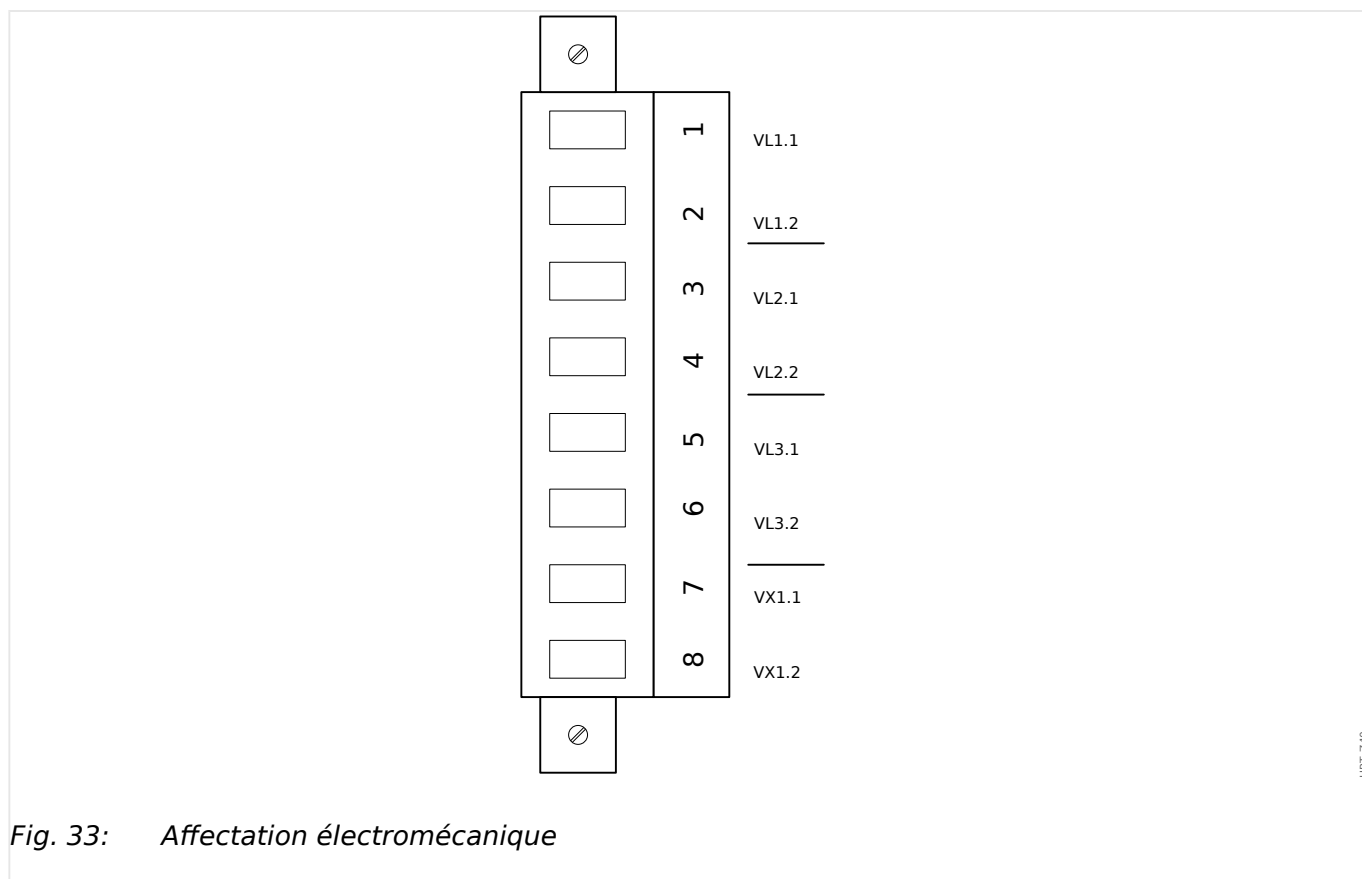 1 VL1.1
2 VL1.2
3 VL2.1
4 VL2.2
5 VL3.1
6 VL3.2
7 VX1.1
8 VX1.2
Fig. 33: Affectation électromécanique